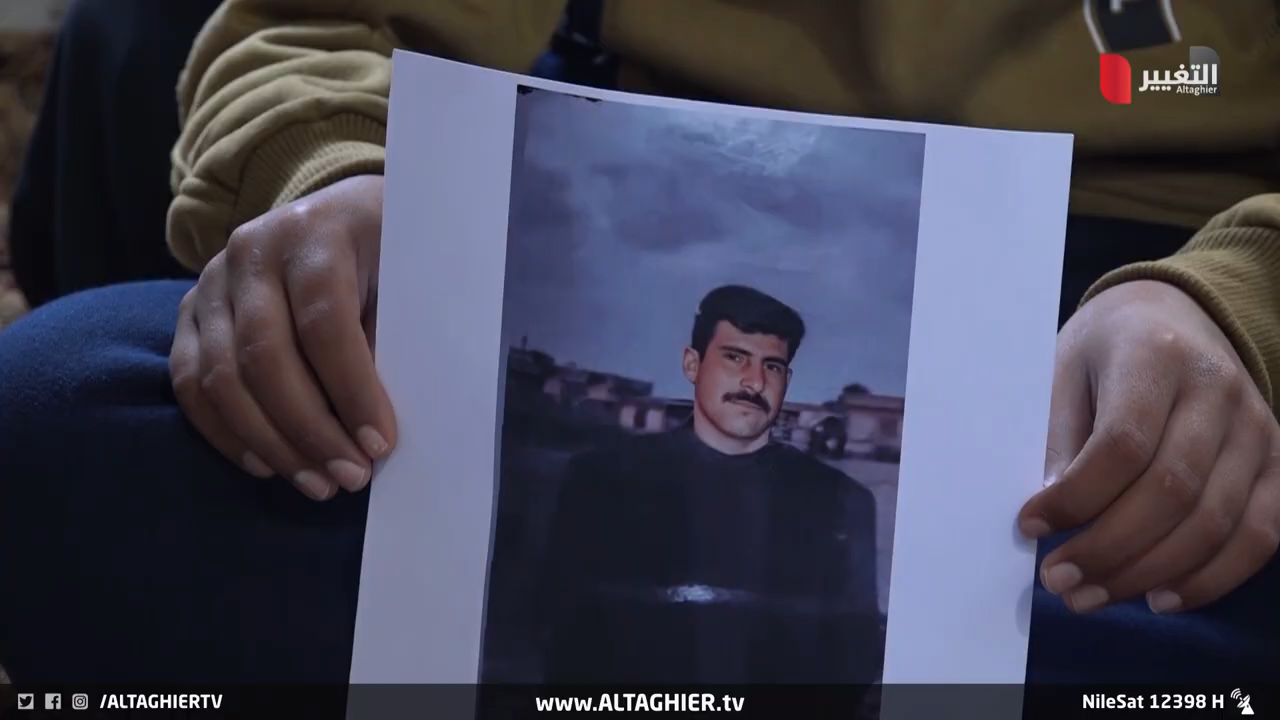 التغيير
Altaghier
/ALTAGHIERTV
www.ALTAGHIER.tv
NileSat 12398 H